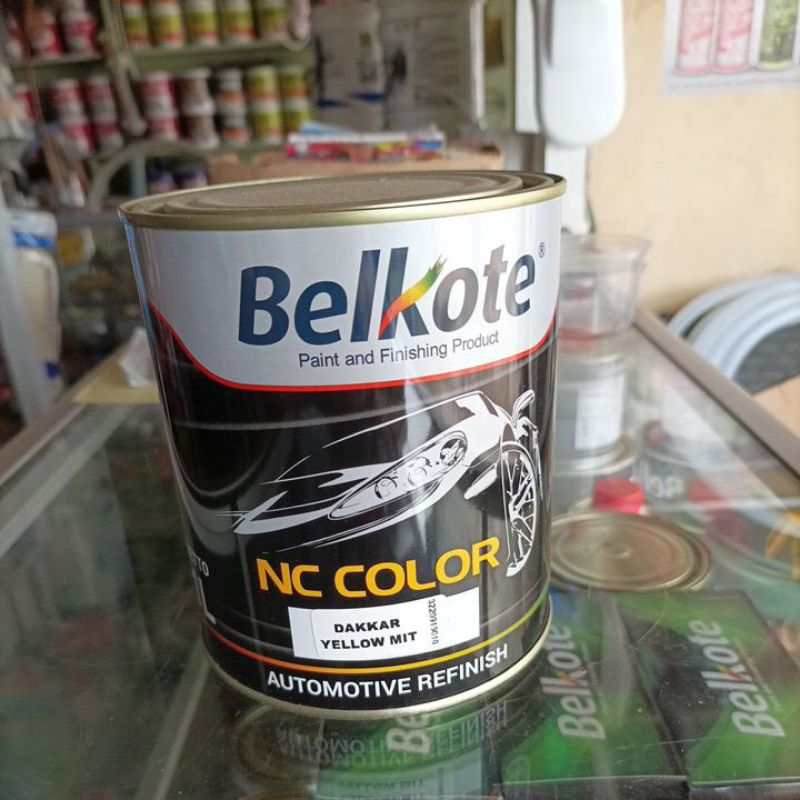 Belkote®
Paint and Finishing Product
NC COLOR
DAKKAR
YELLOW MIT
AUTOMOTIVE REFINISH
Belkote
Belkote